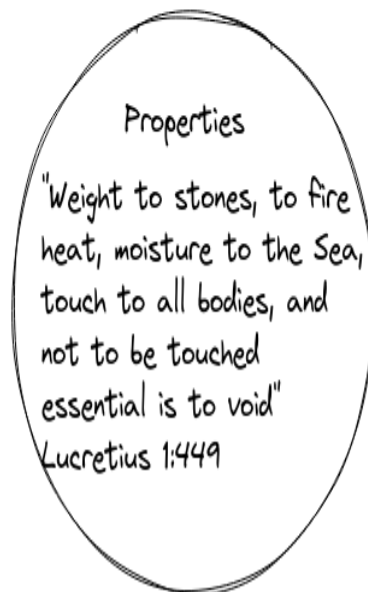 Properties
"Weight to stones, to fire
heat, moisture to the Sea,
touch to all bodies, and
not to be touched
essential is to void"
Lucretius 1:449